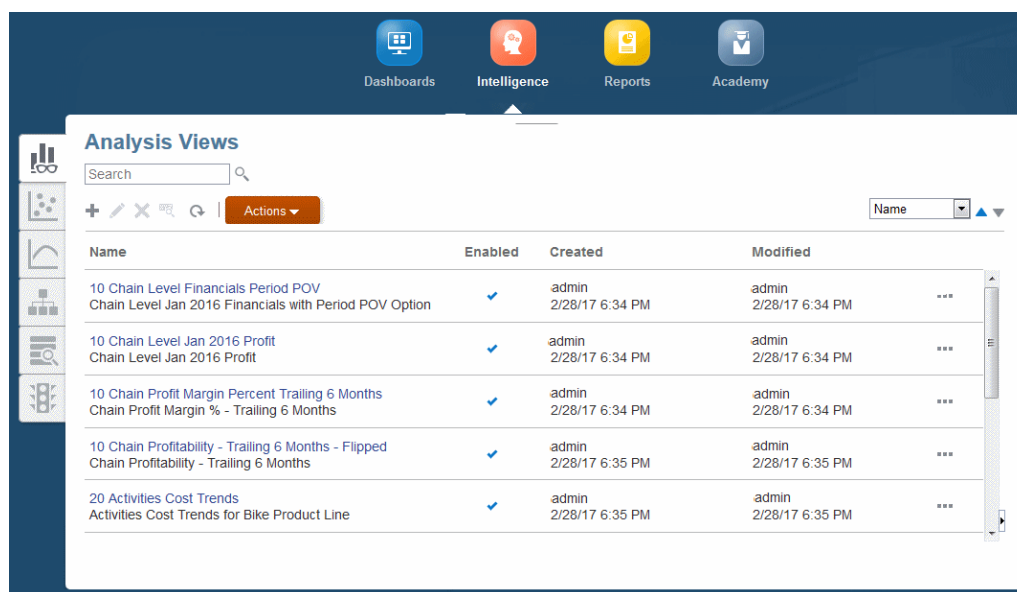 Dashboards Intelligence Reports Academy
Analysis Views
Search
Actions
Name
Name Enabled Created Modified
10 Chain Level Financials Period POV admin admin
Chain Level Jan 2016 Financials with Period POV Option 2/28/17 6:34 PM 2/28/17 6:34 PM
10 Chain Level Jan 2016 Profit admin admin
Chain Level Jan 2016 Profit 2/28/17 6:34 PM 2/28/17 6:34 PM
10 Chain Profit Margin Percent Trailing 6 Months admin admin
Chain Profit Margin % - Trailing 6 Months 2/28/17 6:34 PM 2/28/17 6:34 PM
10 Chain Profitability - Trailing 6 Months - Flipped admin admin
Chain Profitability - Trailing 6 Months 2/28/17 6:35 PM 2/28/17 6:35 PM
20 Activities Cost Trends admin admin
Activities Cost Trends for Bike Product Line 2/28/17 6:35 PM 2/28/17 6:35 PM